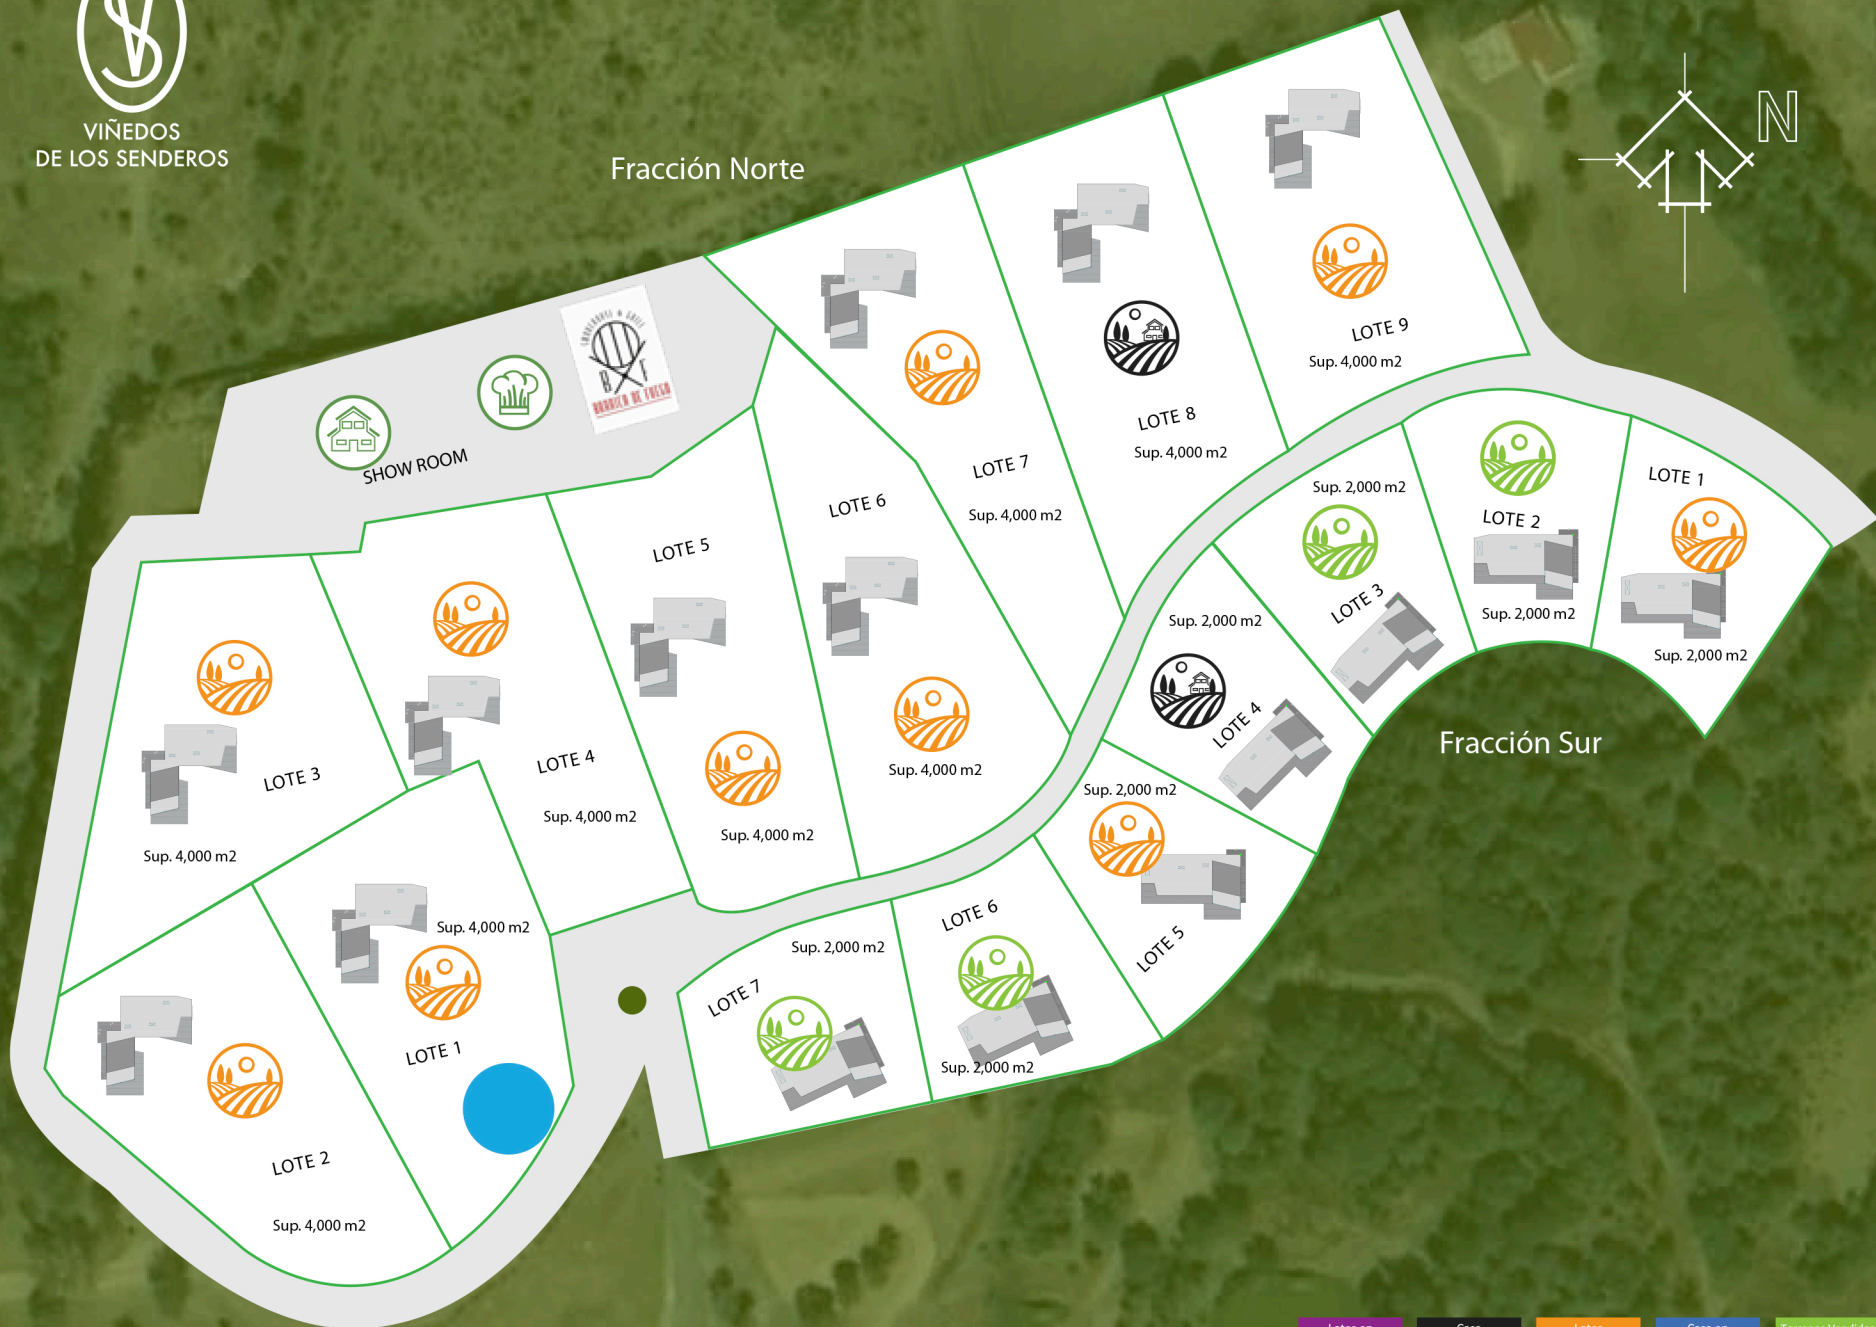 VIÑEDOS
DE LOS SENDEROS
Fracción Norte
N
LOTE 9
Sup. 4,000 m2
LOTE 8
Sup. 4,000 m2
LOTE 7
Sup. 4,000 m2
B F
BARRICA DE FUEGO
SHOW ROOM
LOTE 6
Sup. 4,000 m2
LOTE 5
Sup. 4,000 m2
LOTE 4
Sup. 4,000 m2
LOTE 3
Sup. 4,000 m2
Sup. 4,000 m2
LOTE 1
LOTE 2
Sup. 4,000 m2
LOTE 1
Sup. 2,000 m2
LOTE 2
Sup. 2,000 m2
Sup. 2,000 m2
LOTE 3
Sup. 2,000 m2
LOTE 4
Fracción Sur
Sup. 2,000 m2
LOTE 5
LOTE 6
Sup. 2,000 m2
Sup. 2,000 m2
LOTE 7